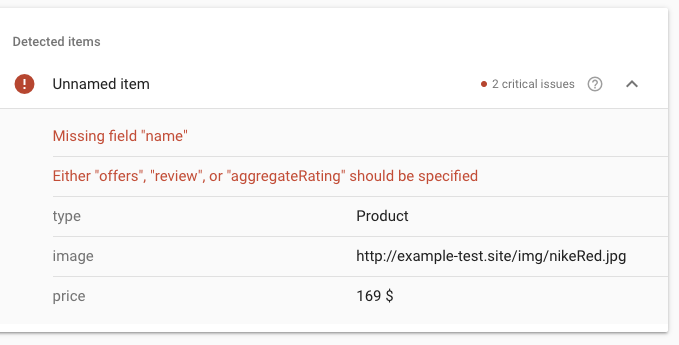 Detected items
Unnamed item 2 critical issues
Missing field "name"
Either "offers", "review", or "aggregateRating" should be specified
type Product
image http://example-test.site/img/nikeRed.jpg
price 169 $